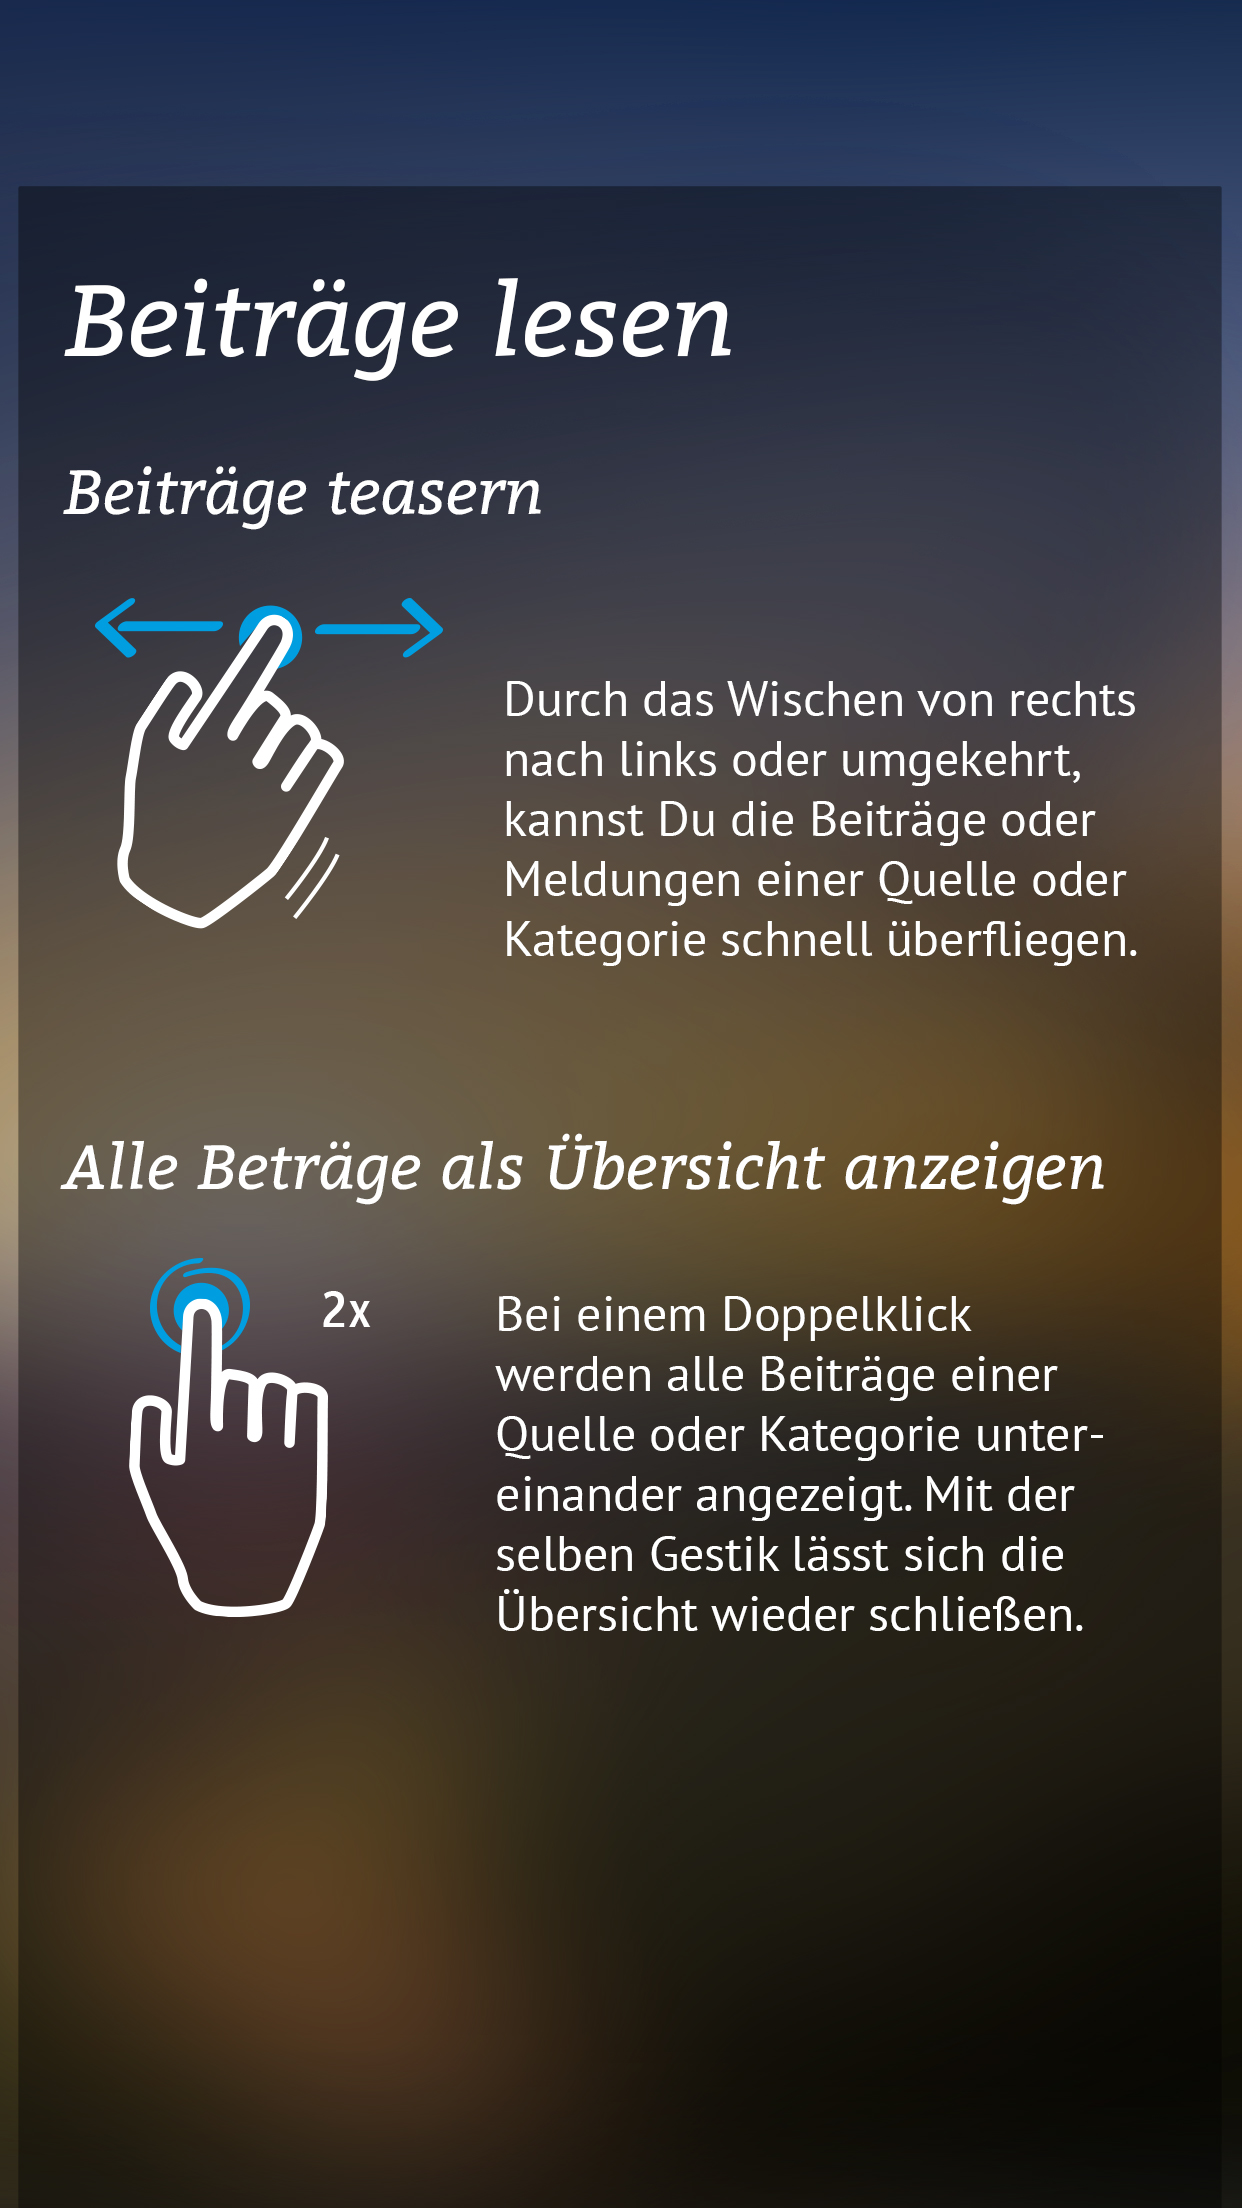 Beiträge lesen
Beiträge teasern
Durch das Wischen von rechts
nach links oder umgekehrt,
kannst Du die Beiträge oder
Meldungen einer Quelle oder
Kategorie schnell überfliegen.
Alle Beträge als Übersicht anzeigen
2x
Bei einem Doppelklick
werden alle Beiträge einer
Quelle oder Kategorie unter-
einander angezeigt. Mit der
selben Gestik lässt sich die
Übersicht wieder schließen.